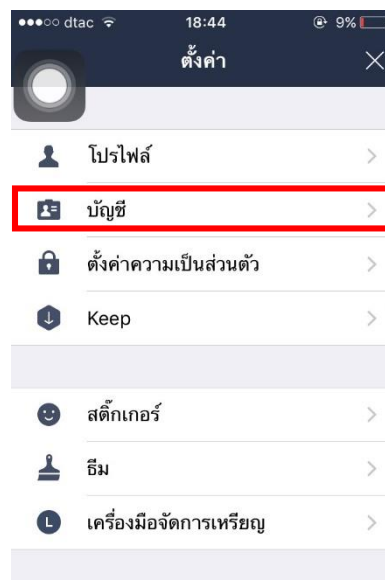 dtac 18:44 9%
ตั้งค่า
โปรไฟล์
บัญชี
ตั้งค่าความเป็นส่วนตัว
Keep
สติ๊กเกอร์
ธีม
L เครื่องมือจัดการเหรียญ